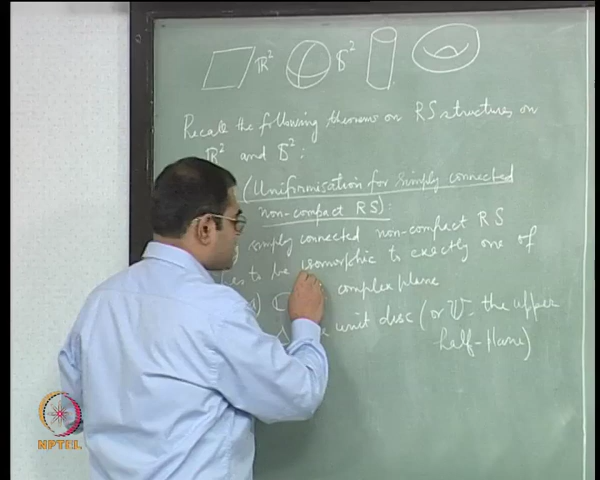 ℝ² 𝕊²
Recall the following theorems on RS structures on
ℝ² and 𝕊²:
(Uniformisation for simply connected
non-compact RS):
simply connected non-compact RS
to be isomorphic to exactly one of
ℂ complex plane
unit disc (or U - the upper
half-plane)
NPTEL